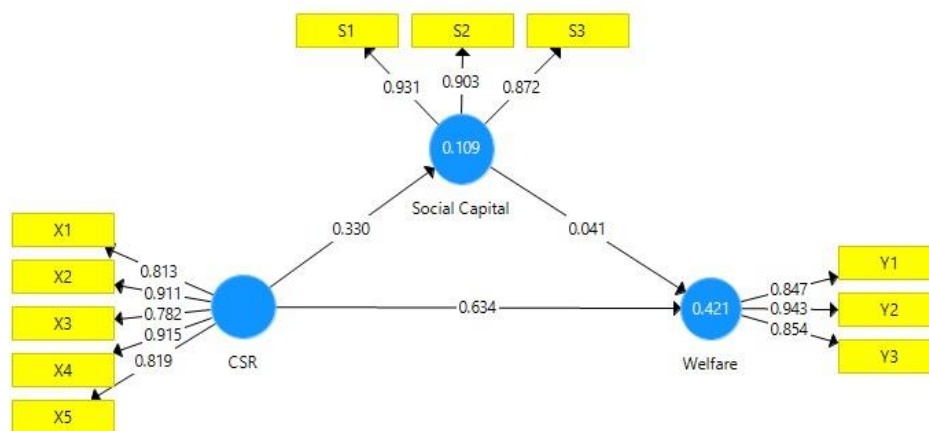 S1 S2 S3
0.931 0.903 0.872
0.109
Social Capital
0.330 0.041
X1
X2
X3
X4
X5
0.813
0.911
0.782
0.915
0.819
CSR
0.634
0.421
Welfare
0.847
0.943
0.854
Y1
Y2
Y3